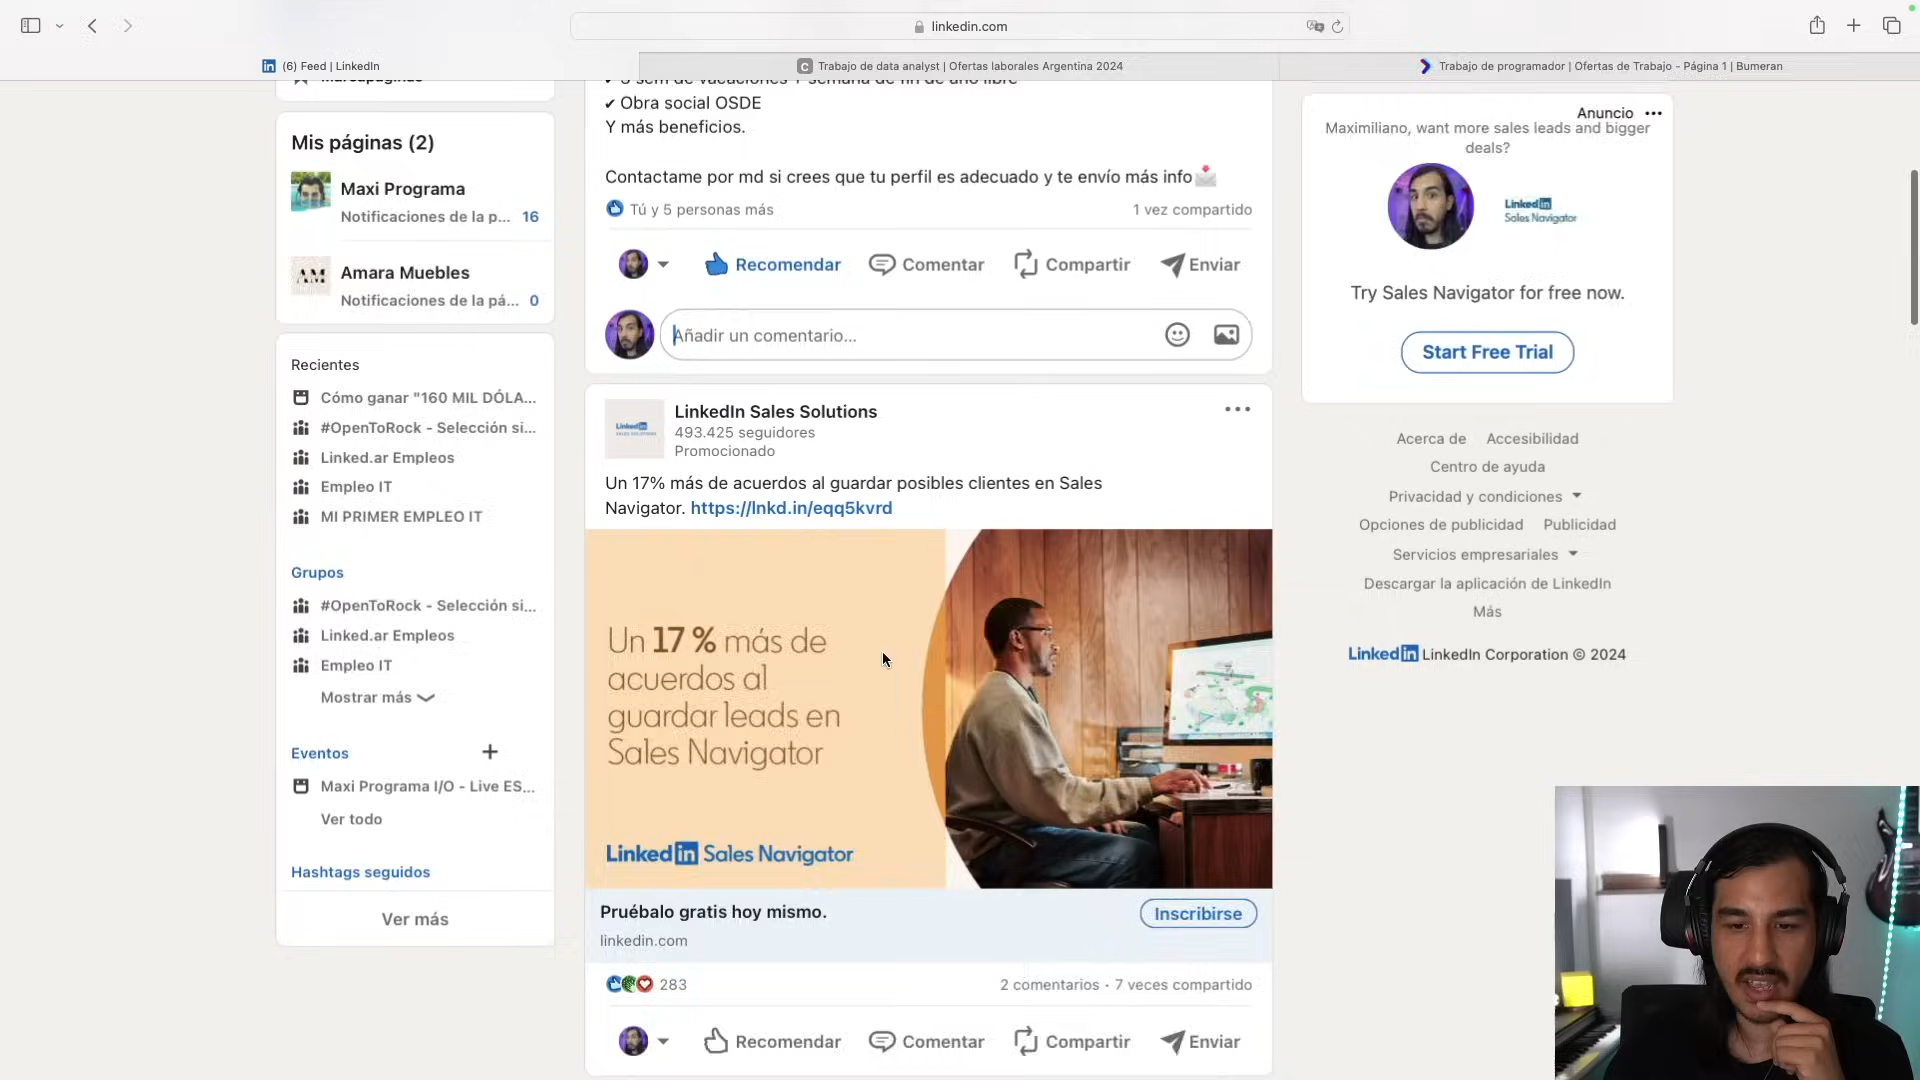 linkedin.com
(6) Feed | LinkedIn
Trabajo de data analyst | Ofertas laborales Argentina 2024
Trabajo de programador | Ofertas de Trabajo - Página 1 | Bumeran
Mis páginas (2)
Maxi Programa
Notificaciones de la p... 16
Amara Muebles
Notificaciones de la pá... 0
AM
Recientes
Cómo ganar "160 MIL DÓLA...
#OpenToRock - Selección si...
Linked.ar Empleos
Empleo IT
MI PRIMER EMPLEO IT
Grupos
#OpenToRock - Selección si...
Linked.ar Empleos
Empleo IT
Mostrar más
Eventos
Maxi Programa I/O - Live ES...
Ver todo
Hashtags seguidos
Ver más
✔ Obra social OSDE
Y más beneficios.
Contactame por md si crees que tu perfil es adecuado y te envío más info
Tú y 5 personas más
1 vez compartido
Recomendar
Comentar
Compartir
Enviar
Añadir un comentario...
LinkedIn Sales Solutions
493.425 seguidores
Promocionado
Un 17% más de acuerdos al guardar posibles clientes en Sales
Navigator. https://lnkd.in/eqq5kvrd
Un 17 % más de
acuerdos al
guardar leads en
Sales Navigator
LinkedIn Sales Navigator
Pruébalo gratis hoy mismo.
linkedin.com
Inscribirse
283
2 comentarios • 7 veces compartido
Recomendar
Comentar
Compartir
Enviar
Anuncio
Maximiliano, want more sales leads and bigger
deals?
LinkedIn
Sales Navigator
Try Sales Navigator for free now.
Start Free Trial
Acerca de
Accesibilidad
Centro de ayuda
Privacidad y condiciones
Opciones de publicidad
Publicidad
Servicios empresariales
Descargar la aplicación de LinkedIn
Más
LinkedIn LinkedIn Corporation © 2024